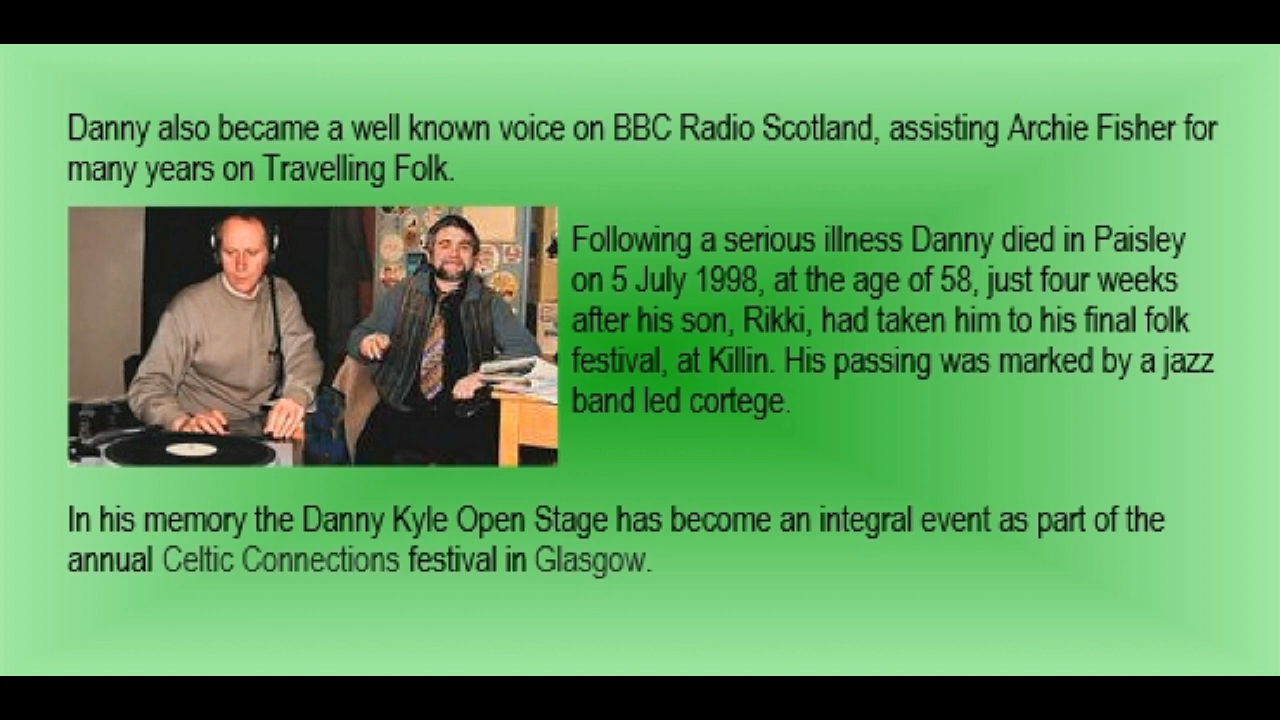 Danny also became a well known voice on BBC Radio Scotland, assisting Archie Fisher for
many years on Travelling Folk.
Following a serious illness Danny died in Paisley
on 5 July 1998, at the age of 58, just four weeks
after his son, Rikki, had taken him to his final folk
festival, at Killin. His passing was marked by a jazz
band led cortege.
In his memory the Danny Kyle Open Stage has become an integral event as part of the
annual Celtic Connections festival in Glasgow.